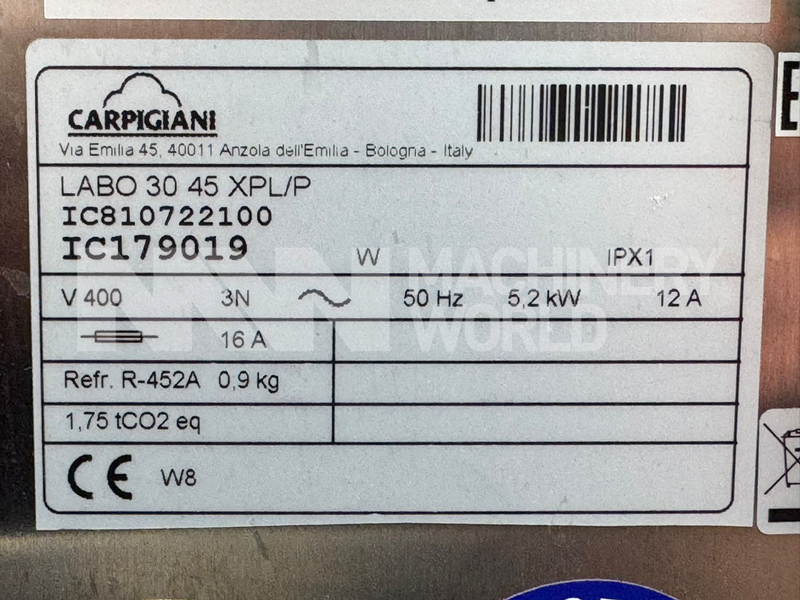 CARPIGIANI
Via Emilia 45, 40011 Anzola dell'Emilia - Bologna - Italy
LABO 30 45 XPL/P
IC810722100
IC179019 W IPX1
V 400 3N 50 Hz 5,2 kW 12 A
16 A
Refr. R-452A 0,9 kg
1,75 tCO2 eq
CE W8
MACHINERY
WORLD